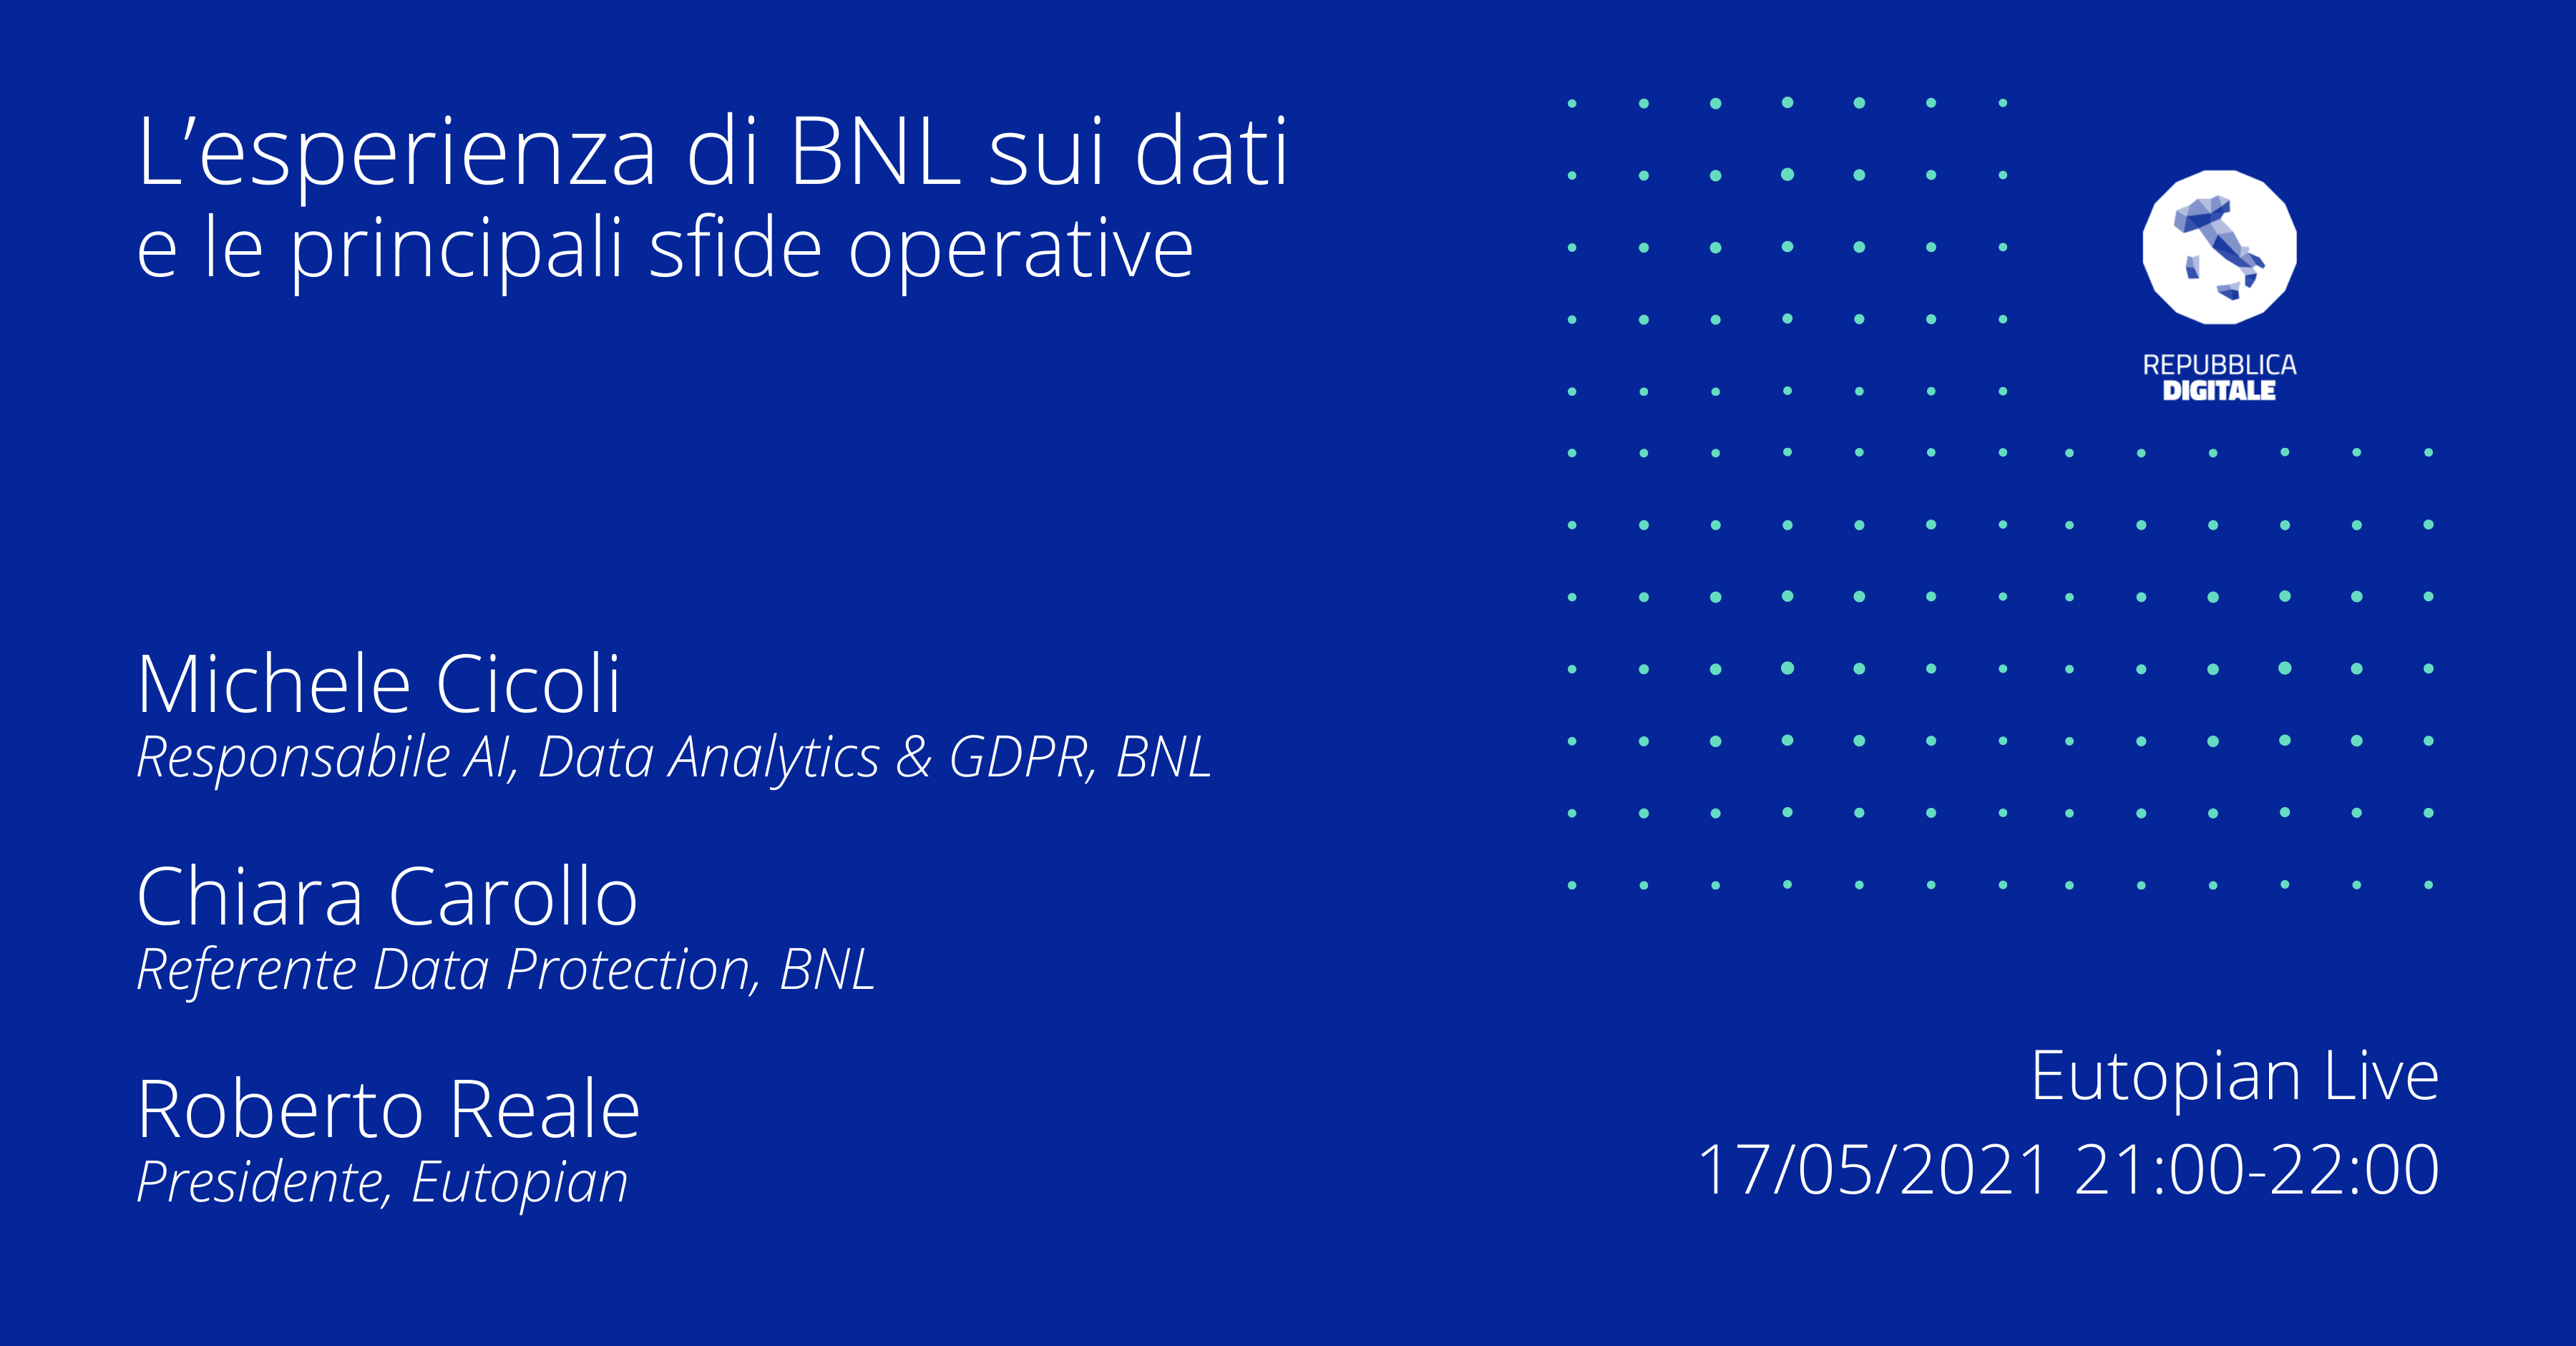 L’esperienza di BNL sui dati
e le principali sfide operative
REPUBBLICA
DIGITALE
Michele Cicoli
Responsabile AI, Data Analytics & GDPR, BNL
Chiara Carollo
Referente Data Protection, BNL
Roberto Reale
Presidente, Eutopian
Eutopian Live
17/05/2021 21:00-22:00